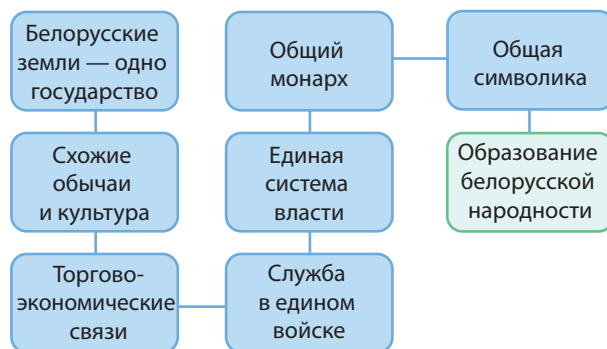 Белорусские
земли — одно
государство
Схожие
обычаи
и культура
Торгово-
экономические
связи
Служба
в едином
войске
Единая
система
власти
Общий
монарх
Общая
символика
Образование
белорусской
народности